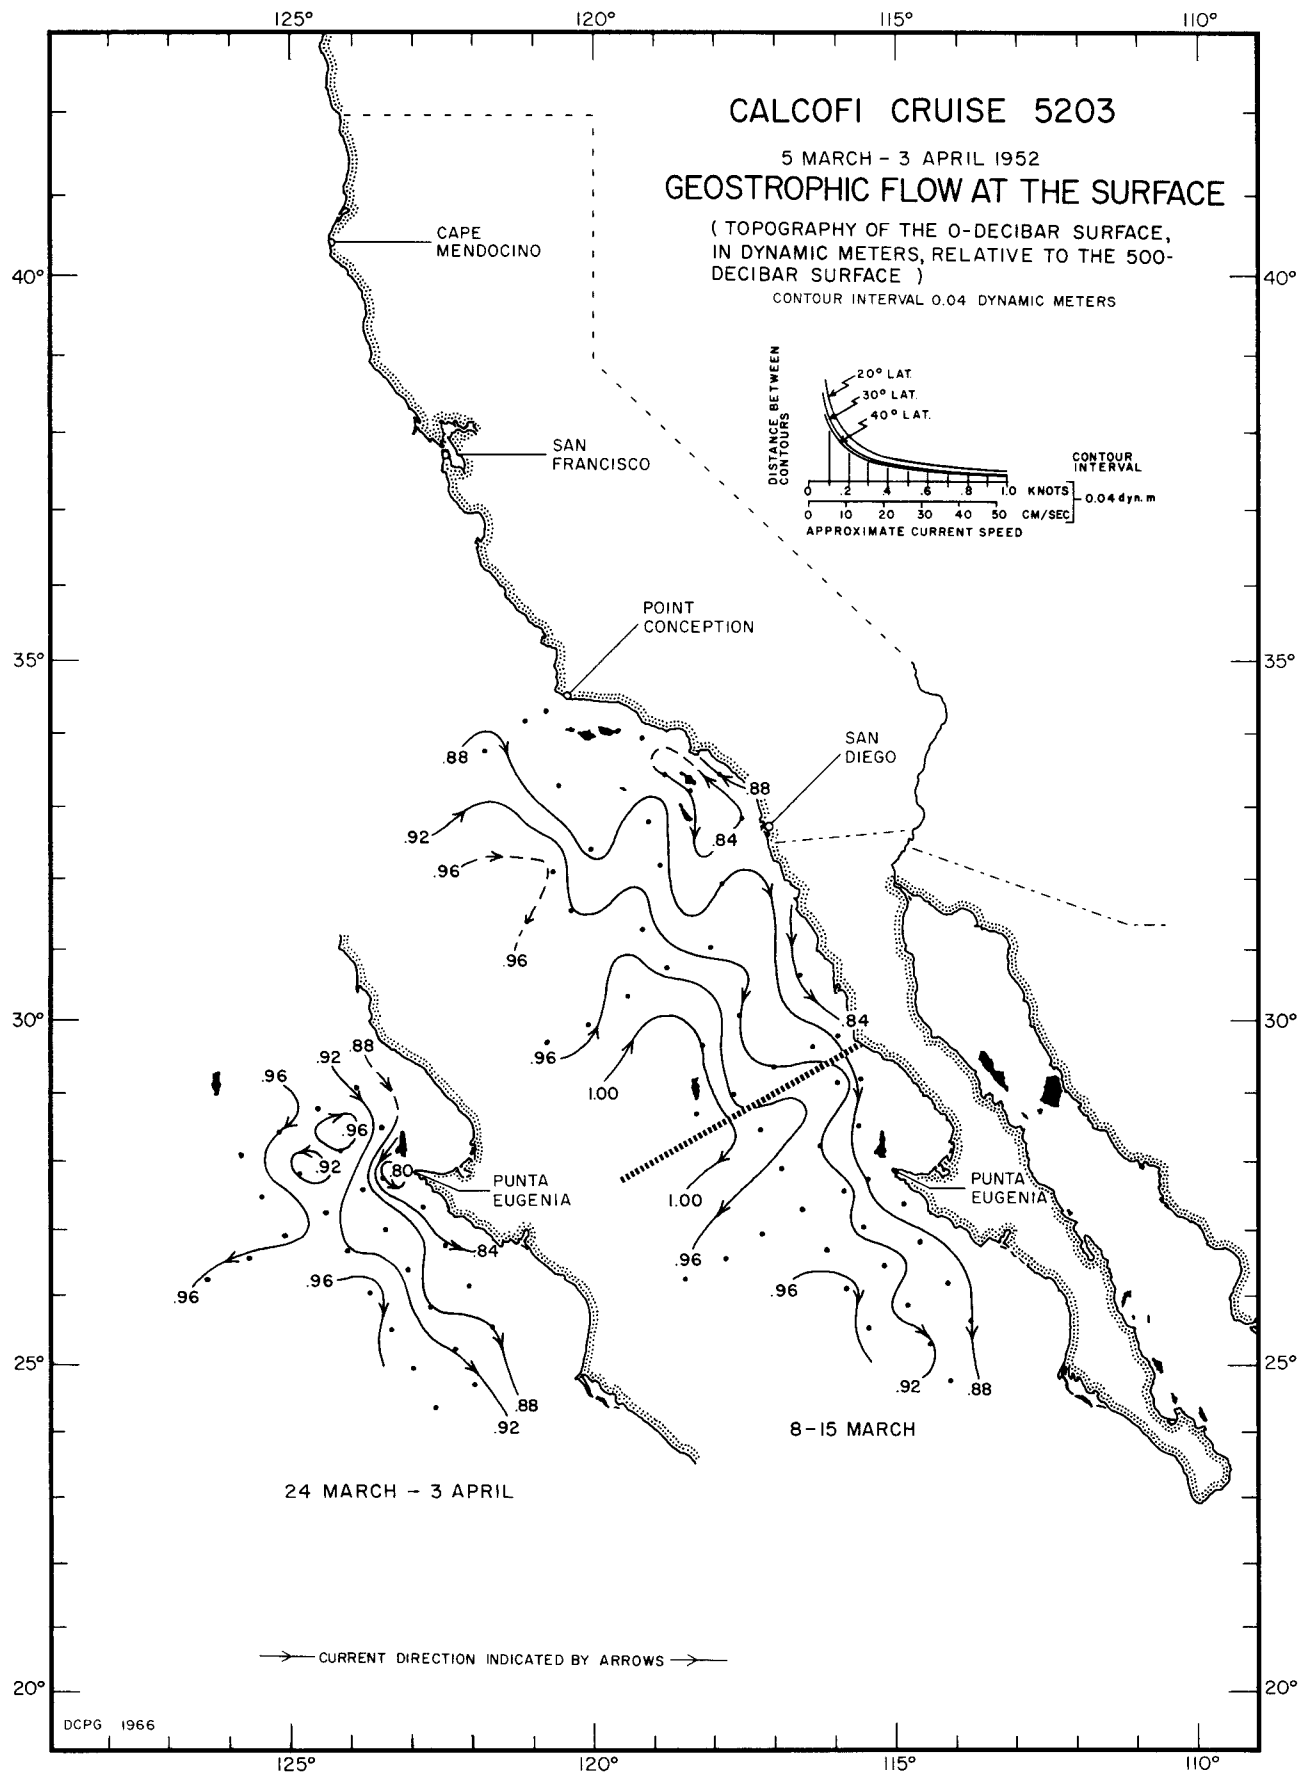 125° 120° 115° 110°
CALCOFI CRUISE 5203
5 MARCH – 3 APRIL 1952
GEOSTROPHIC FLOW AT THE SURFACE
( TOPOGRAPHY OF THE 0-DECIBAR SURFACE,
IN DYNAMIC METERS, RELATIVE TO THE 500-
DECIBAR SURFACE )
CONTOUR INTERVAL 0.04 DYNAMIC METERS
CAPE
MENDOCINO
40° 40°
DISTANCE BETWEEN
CONTOURS
20° LAT.
30° LAT.
40° LAT.
CONTOUR
INTERVAL
0 .2 .4 .6 .8 1.0 KNOTS
0.04 dyn. m
0 10 20 30 40 50 CM/SEC
APPROXIMATE CURRENT SPEED
SAN
FRANCISCO
POINT
CONCEPTION
35° 35°
SAN
DIEGO
.88
.88
.92
.84
.96
.96
30° 30°
.84
.96
1.00
.88
.92
.96
.96
.92
.80
PUNTA
EUGENIA
PUNTA
EUGENIA
1.00
.84
.96
.96
.96
.96
25° 25°
.92
.88
.88
.92
8–15 MARCH
24 MARCH – 3 APRIL
CURRENT DIRECTION INDICATED BY ARROWS
20° 20°
DCPG 1966
125° 120° 115° 110°